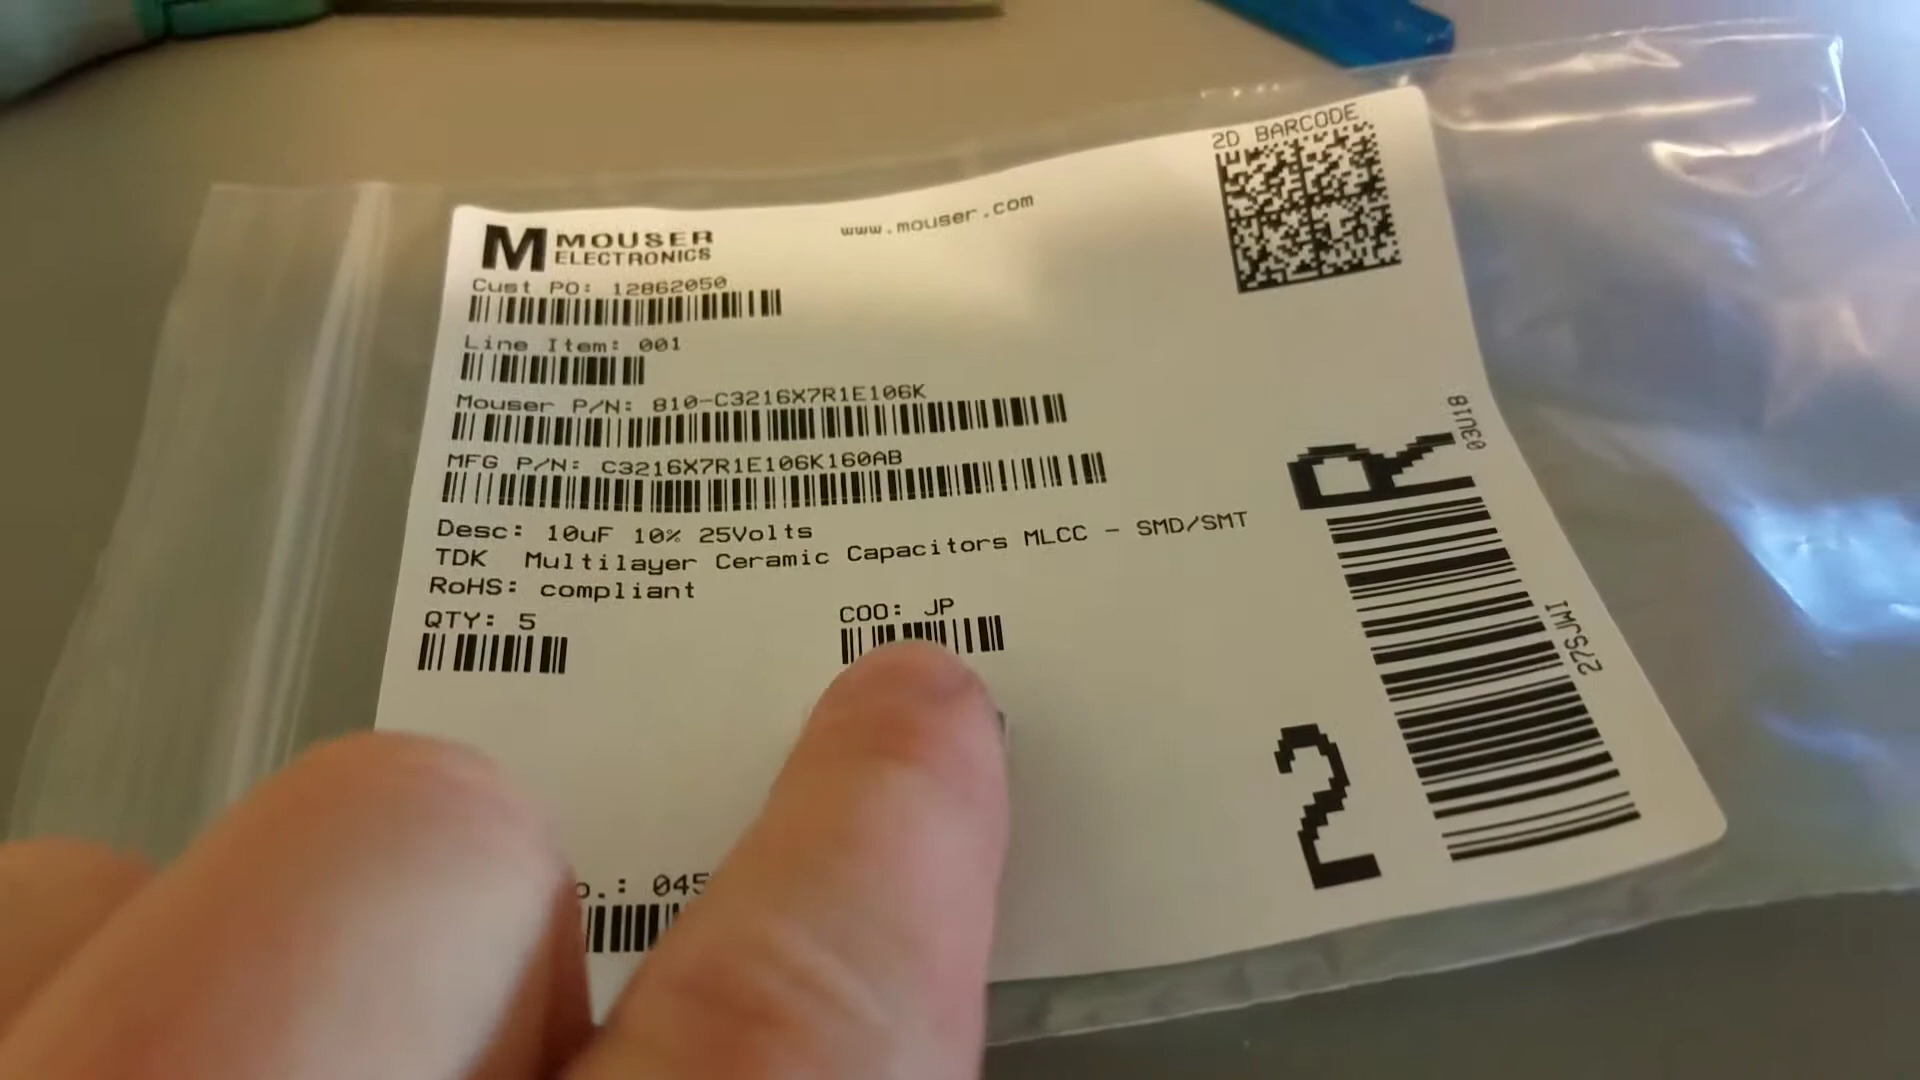 2D BARCODE
M MOUSER
ELECTRONICS
www.mouser.com
Cust PO: 12862050
Line Item: 001
Mouser P/N: 810-C3216X7R1E106K
MFG P/N: C3216X7R1E106K160AB
Desc: 10uF 10% 25Volts
TDK Multilayer Ceramic Capacitors MLCC - SMD/SMT
RoHS: compliant
QTY: 5
COO: JP
045
R
2
03U18